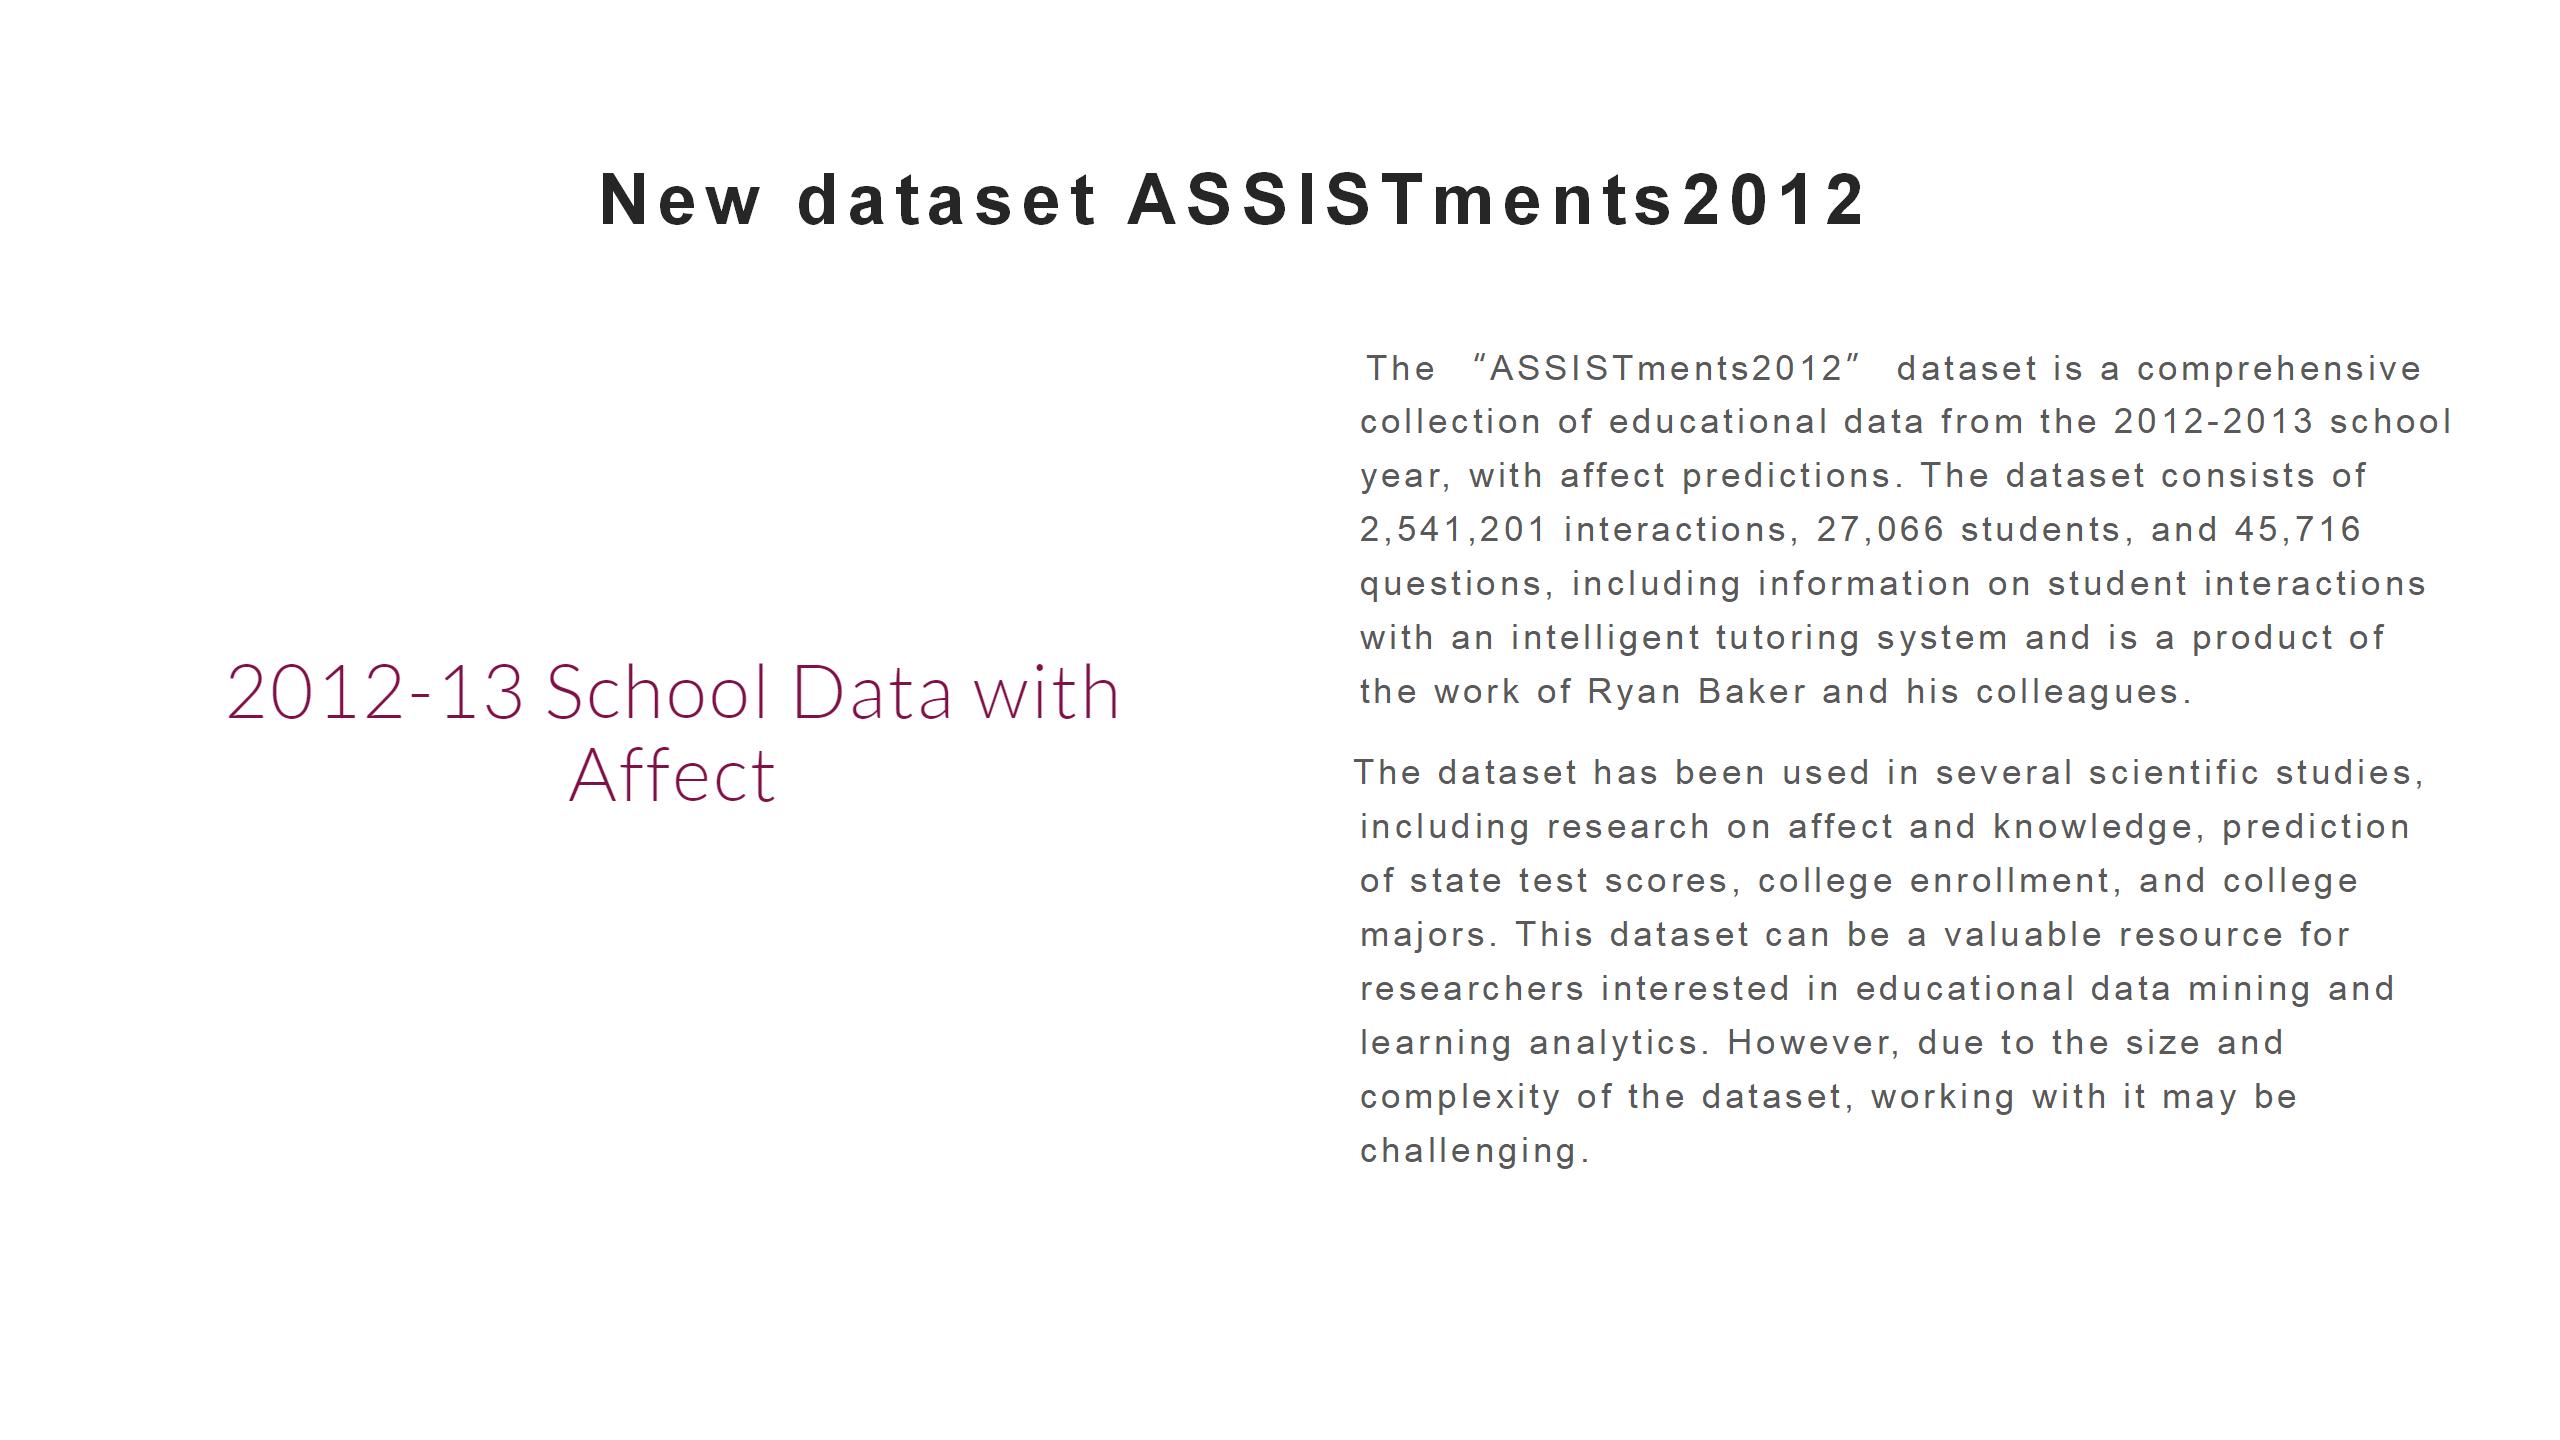 New dataset ASSISTments2012
2012-13 School Data with
Affect
The “ASSISTments2012” dataset is a comprehensive
collection of educational data from the 2012-2013 school
year, with affect predictions. The dataset consists of
2,541,201 interactions, 27,066 students, and 45,716
questions, including information on student interactions
with an intelligent tutoring system and is a product of
the work of Ryan Baker and his colleagues.
The dataset has been used in several scientific studies,
including research on affect and knowledge, prediction
of state test scores, college enrollment, and college
majors. This dataset can be a valuable resource for
researchers interested in educational data mining and
learning analytics. However, due to the size and
complexity of the dataset, working with it may be
challenging.